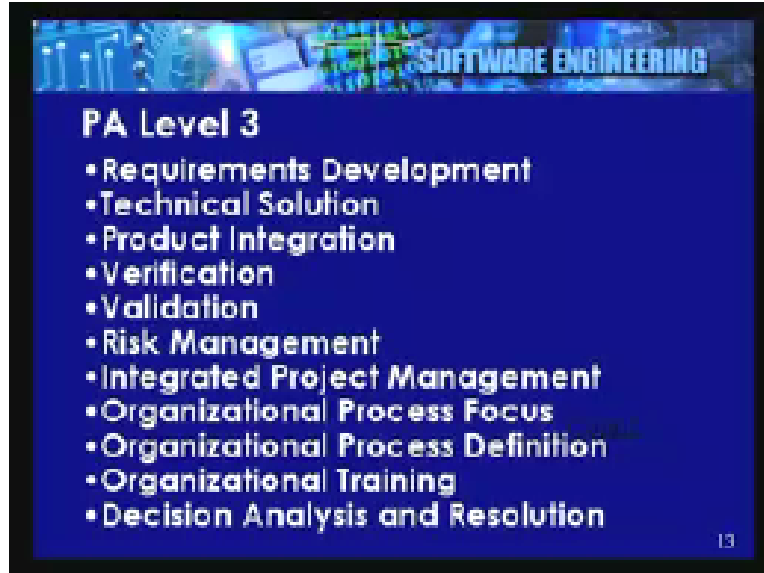 SOFTWARE ENGINEERING
PA Level 3
•Requirements Development
•Technical Solution
•Product Integration
•Verification
•Validation
•Risk Management
•Integrated Project Management
•Organizational Process Focus
•Organizational Process Definition
•Organizational Training
•Decision Analysis and Resolution
13